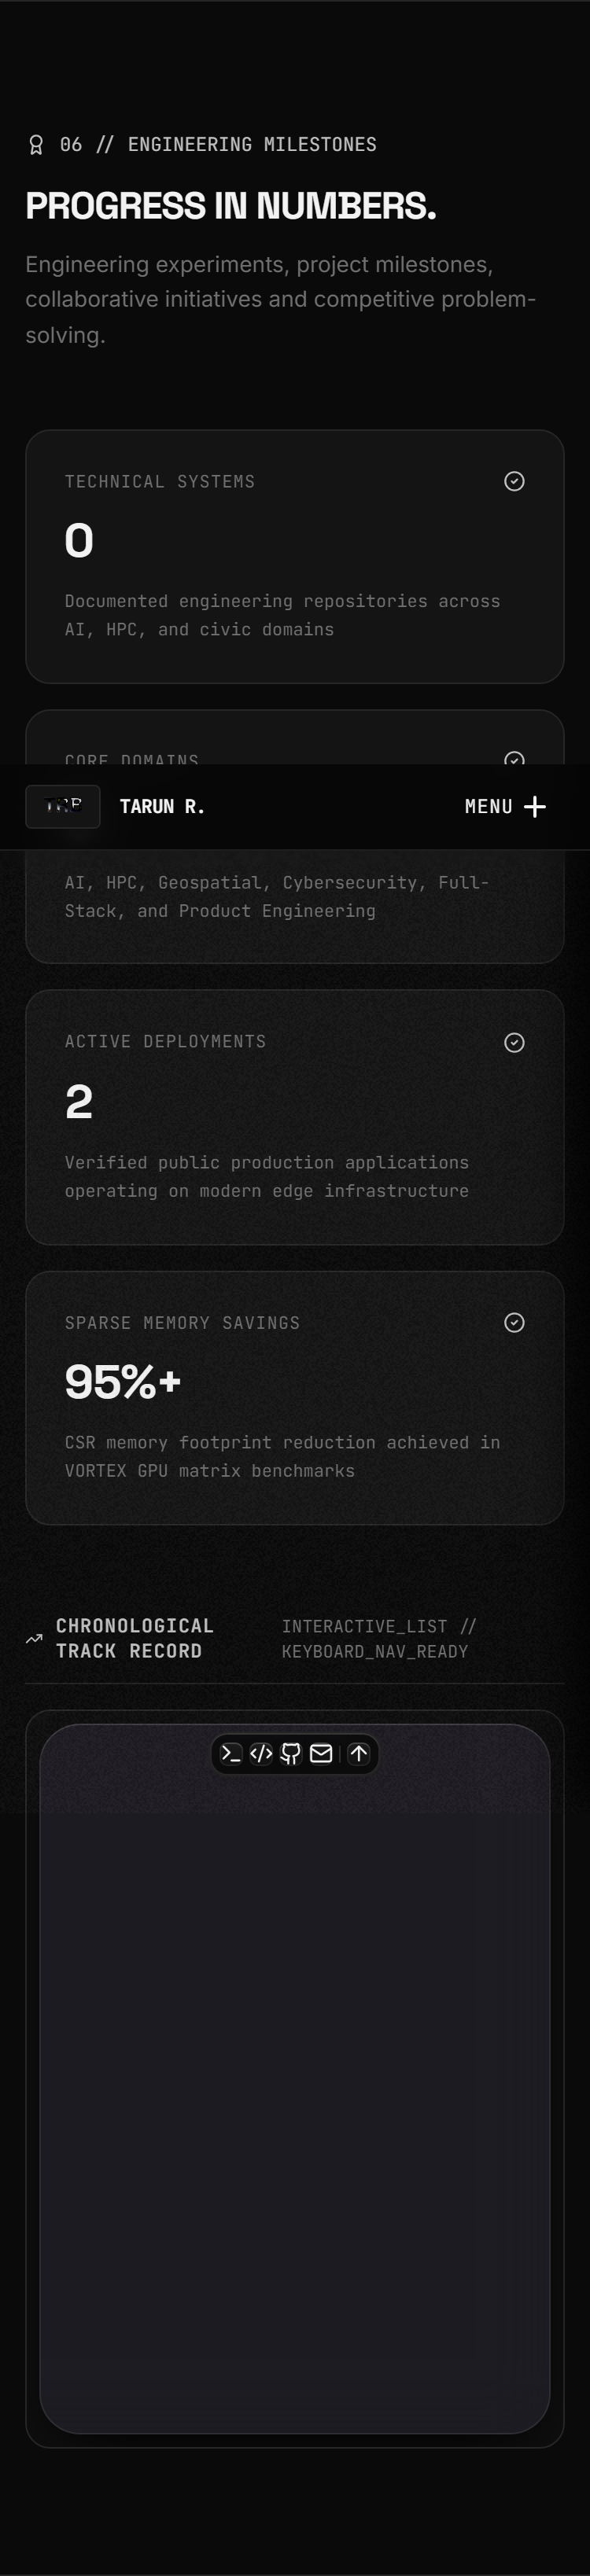 06 // ENGINEERING MILESTONES
PROGRESS IN NUMBERS.
Engineering experiments, project milestones,
collaborative initiatives and competitive problem-
solving.
TECHNICAL SYSTEMS
0
Documented engineering repositories across
AI, HPC, and civic domains
CORE DOMAINS
TARUN R.
MENU
AI, HPC, Geospatial, Cybersecurity, Full-
Stack, and Product Engineering
ACTIVE DEPLOYMENTS
2
Verified public production applications
operating on modern edge infrastructure
SPARSE MEMORY SAVINGS
95%+
CSR memory footprint reduction achieved in
VORTEX GPU matrix benchmarks
CHRONOLOGICAL
TRACK RECORD
INTERACTIVE_LIST //
KEYBOARD_NAV_READY